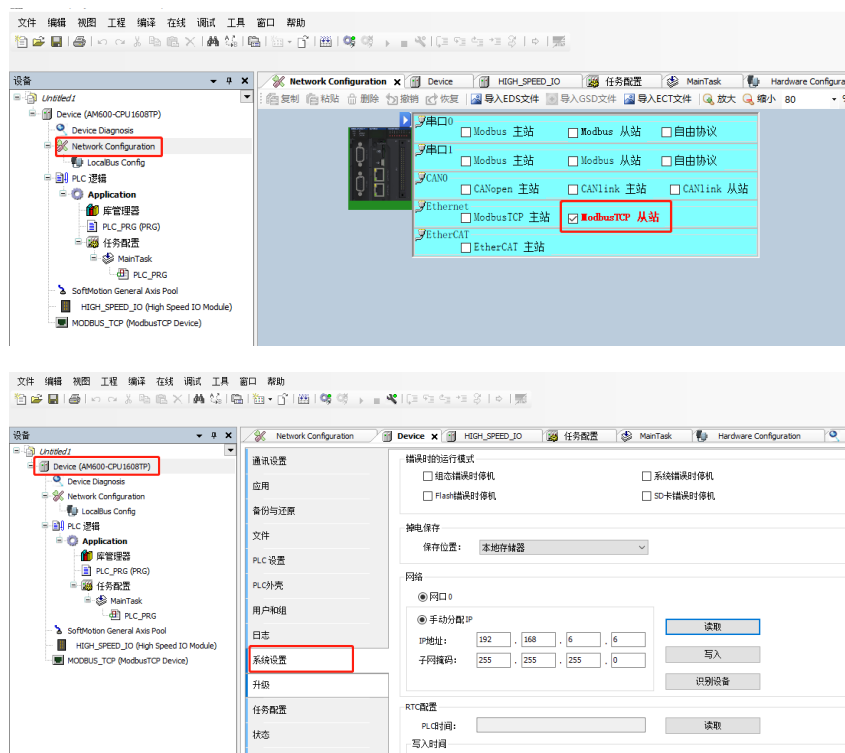 文件 编辑 视图 工程 编译 在线 调试 工具 窗口 帮助
设备
Network Configuration Device HIGH_SPEED_IO 任务配置 MainTask Hardware Configura
复制 粘贴 删除 撤销 恢复 导入EDS文件 导入GSD文件 导入ECT文件 放大 缩小 80
Untitled1
Device (AM600-CPU1608TP)
Device Diagnosis
Network Configuration
LocalBus Config
PLC 逻辑
Application
库管理器
PLC_PRG (PRG)
任务配置
MainTask
PLC_PRG
SoftMotion General Axis Pool
HIGH_SPEED_IO (High Speed IO Module)
MODBUS_TCP (ModbusTCP Device)
串口0
Modbus 主站 Modbus 从站 自由协议
串口1
Modbus 主站 Modbus 从站 自由协议
CAN0
CANopen 主站 CANlink 主站 CANlink 从站
Ethernet
ModbusTCP 主站 ModbusTCP 从站
EtherCAT
EtherCAT 主站
文件 编辑 视图 工程 编译 在线 调试 工具 窗口 帮助
设备
Network Configuration Device HIGH_SPEED_IO 任务配置 MainTask Hardware Configuration
Untitled1
Device (AM600-CPU1608TP)
Device Diagnosis
Network Configuration
LocalBus Config
PLC 逻辑
Application
库管理器
PLC_PRG (PRG)
任务配置
MainTask
PLC_PRG
SoftMotion General Axis Pool
HIGH_SPEED_IO (High Speed IO Module)
MODBUS_TCP (ModbusTCP Device)
通讯设置
应用
备份与还原
文件
PLC 设置
PLC外壳
用户和组
日志
系统设置
升级
任务配置
状态
错误时的运行模式
组态错误时停机 系统错误时停机
Flash错误时停机 SD卡错误时停机
掉电保存
保存位置: 本地存储器
网络
网口 0
手动分配IP
IP地址: 192 . 168 . 6 . 6
子网掩码: 255 . 255 . 255 . 0
读取
写入
识别设备
RTC配置
PLC时间: 读取
写入时间